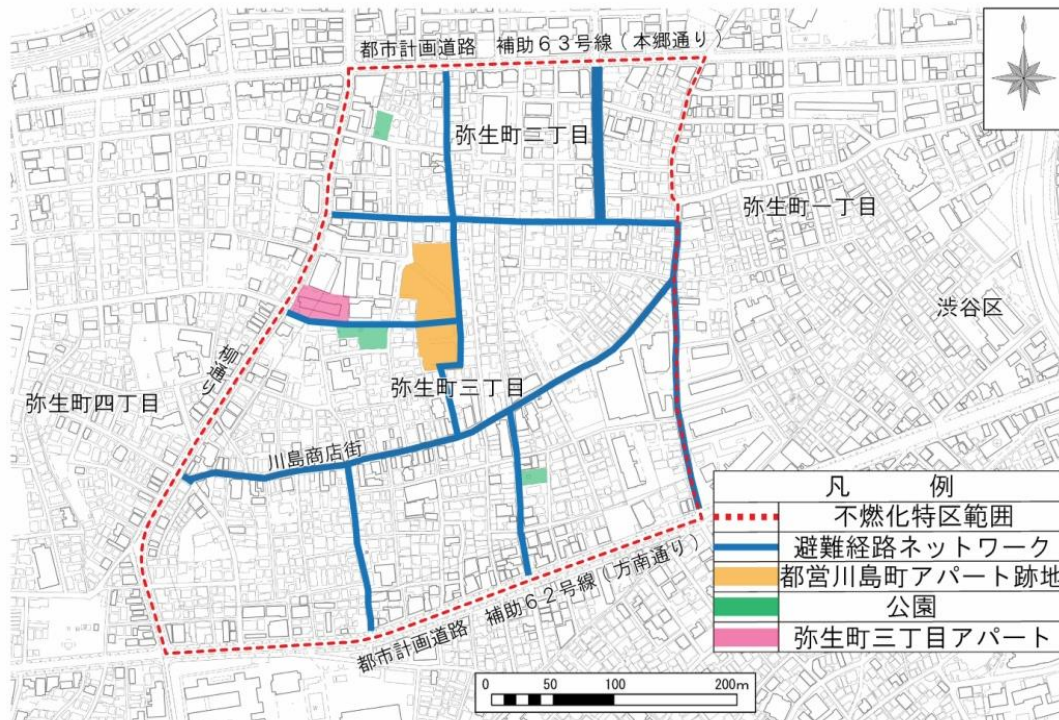 都市計画道路 補助63号線（本郷通り）
弥生町二丁目
弥生町一丁目
渋谷区
柳通り
弥生町四丁目
弥生町三丁目
川島商店街
都市計画道路 補助62号線（方南通り）
凡 例
不燃化特区範囲
避難経路ネットワーク
都営川島町アパート跡地
公園
弥生町三丁目アパート
0 50 100 200m